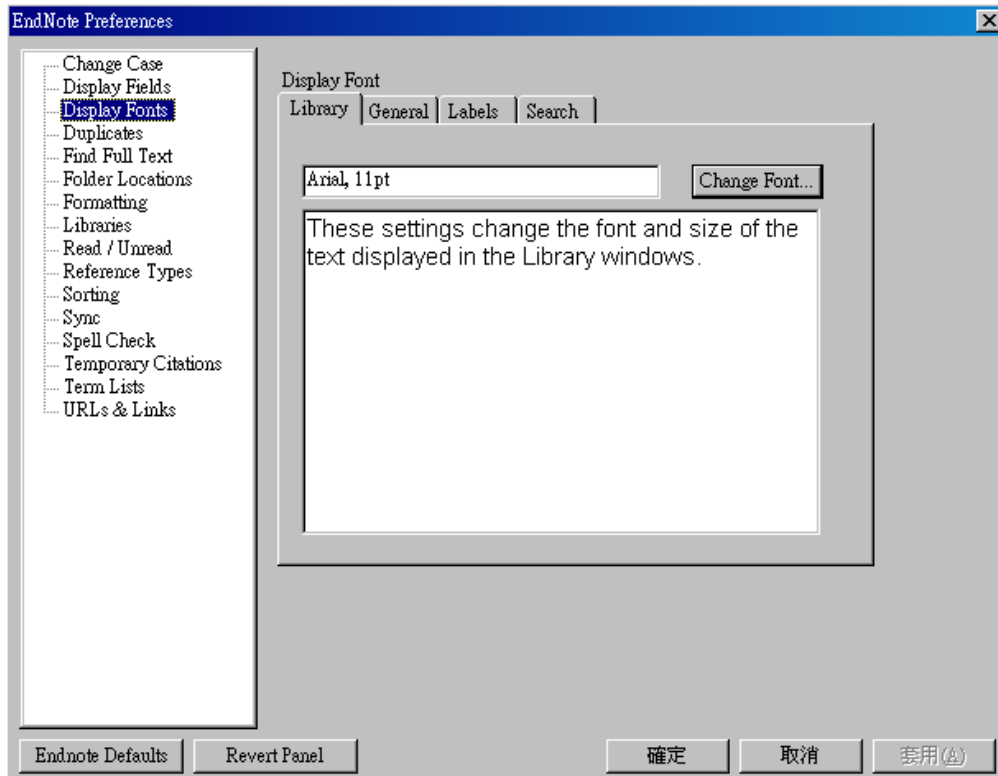 EndNote Preferences
Change Case
Display Fields
Display Fonts
Duplicates
Find Full Text
Folder Locations
Formatting
Libraries
Read / Unread
Reference Types
Sorting
Sync
Spell Check
Temporary Citations
Term Lists
URLs & Links
Display Font
Library General Labels Search
Arial, 11pt Change Font...
These settings change the font and size of the
text displayed in the Library windows.
Endnote Defaults Revert Panel 確定 取消 套用(A)